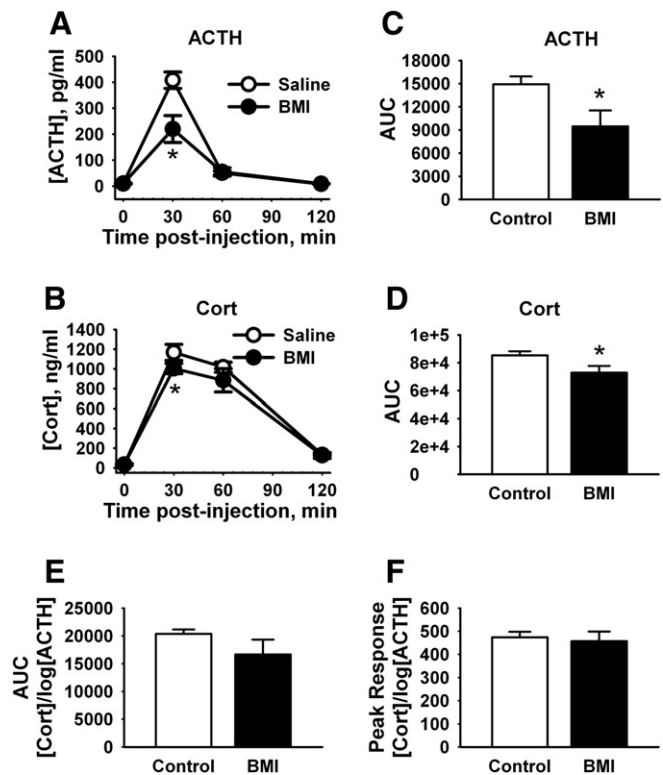 A
ACTH
[ACTH], pg/ml
500
400
300
200
100
0
Saline
BMI
*
0 30 60 90 120
Time post-injection, min
C
ACTH
AUC
18000
15000
12000
9000
6000
3000
0
*
Control BMI
B
Cort
[Cort], ng/ml
1400
1200
1000
800
600
400
200
0
Saline
BMI
*
0 30 60 90 120
Time post-injection, min
D
Cort
AUC
1e+5
8e+4
6e+4
4e+4
2e+4
*
Control BMI
E
AUC
[Cort]/log[ACTH]
25000
20000
15000
10000
5000
0
Control BMI
F
Peak Response
[Cort]/log[ACTH]
600
500
400
300
200
100
0
Control BMI